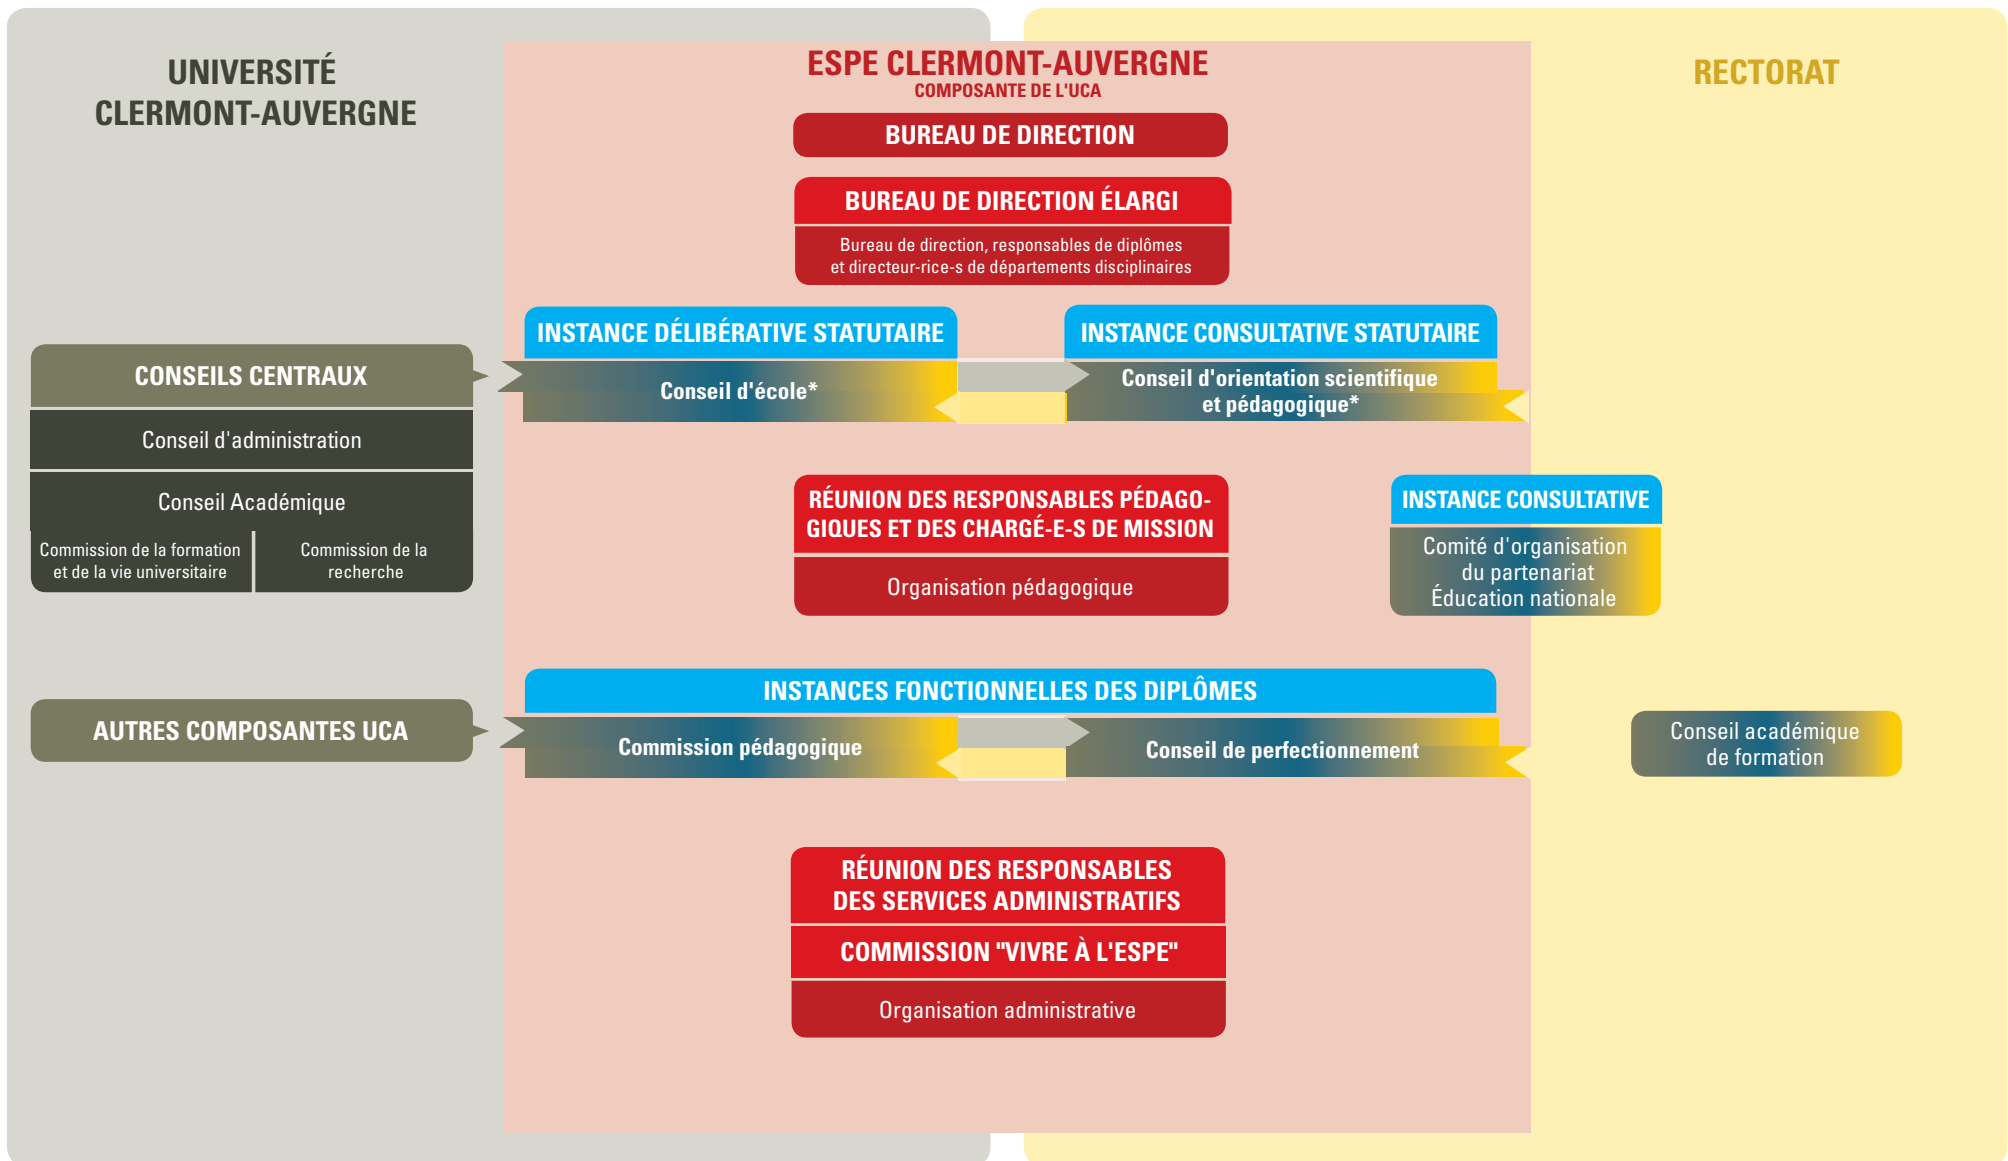 UNIVERSITÉ
CLERMONT-AUVERGNE
ESPE CLERMONT-AUVERGNE
COMPOSANTE DE L'UCA
RECTORAT
BUREAU DE DIRECTION
BUREAU DE DIRECTION ÉLARGI
Bureau de direction, responsables de diplômes
et directeur-rice-s de départements disciplinaires
CONSEILS CENTRAUX
Conseil d'administration
Conseil Académique
Commission de la formation
et de la vie universitaire
Commission de la
recherche
INSTANCE DÉLIBÉRATIVE STATUTAIRE
Conseil d'école*
INSTANCE CONSULTATIVE STATUTAIRE
Conseil d'orientation scientifique
et pédagogique*
RÉUNION DES RESPONSABLES PÉDAGO-
GIQUES ET DES CHARGÉ-E-S DE MISSION
Organisation pédagogique
INSTANCE CONSULTATIVE
Comité d'organisation
du partenariat
Éducation nationale
AUTRES COMPOSANTES UCA
INSTANCES FONCTIONNELLES DES DIPLÔMES
Commission pédagogique
Conseil de perfectionnement
Conseil académique
de formation
RÉUNION DES RESPONSABLES
DES SERVICES ADMINISTRATIFS
COMMISSION "VIVRE À L'ESPE"
Organisation administrative